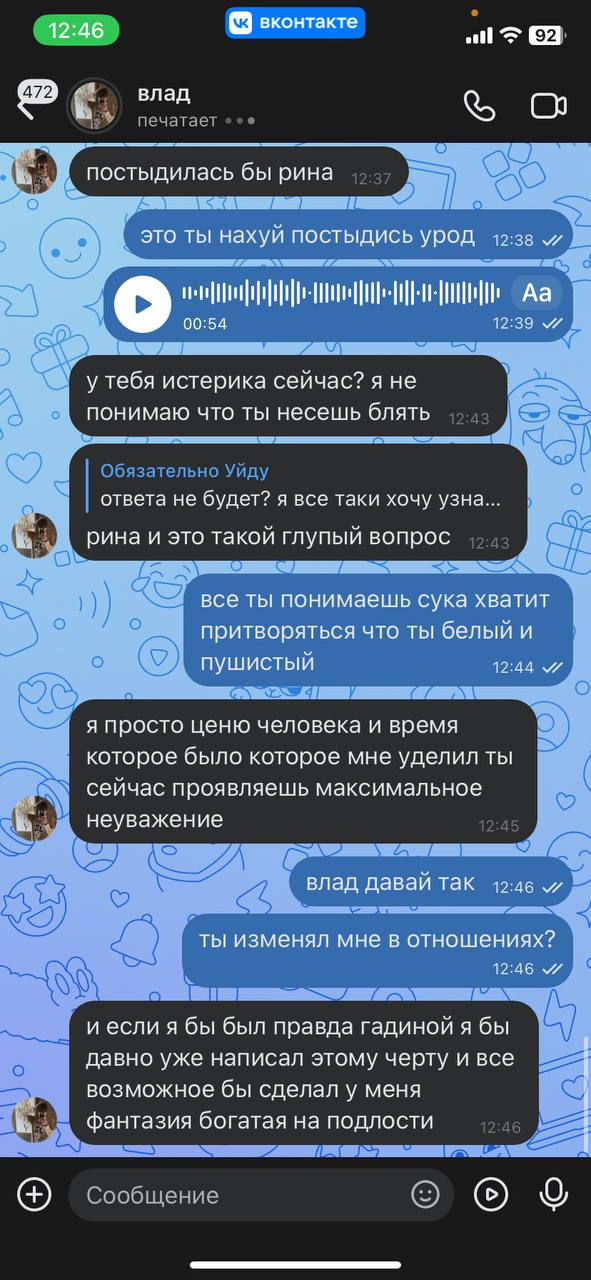 12:46
вконтакте
92
472
влад
печатает
постыдилась бы рина 12:37
это ты нахуй постыдись урод 12:38
Aa
00:54 12:39
у тебя истерика сейчас? я не
понимаю что ты несешь блять 12:43
Обязательно Уйду
ответа не будет? я все таки хочу узна...
рина и это такой глупый вопрос 12:43
все ты понимаешь сука хватит
притворяться что ты белый и
пушистый 12:44
я просто ценю человека и время
которое было которое мне уделил ты
сейчас проявляешь максимальное
неуважение 12:45
влад давай так 12:46
ты изменял мне в отношениях?
12:46
и если я бы был правда гадиной я бы
давно уже написал этому черту и все
возможное бы сделал у меня
фантазия богатая на подлости 12:46
Сообщение